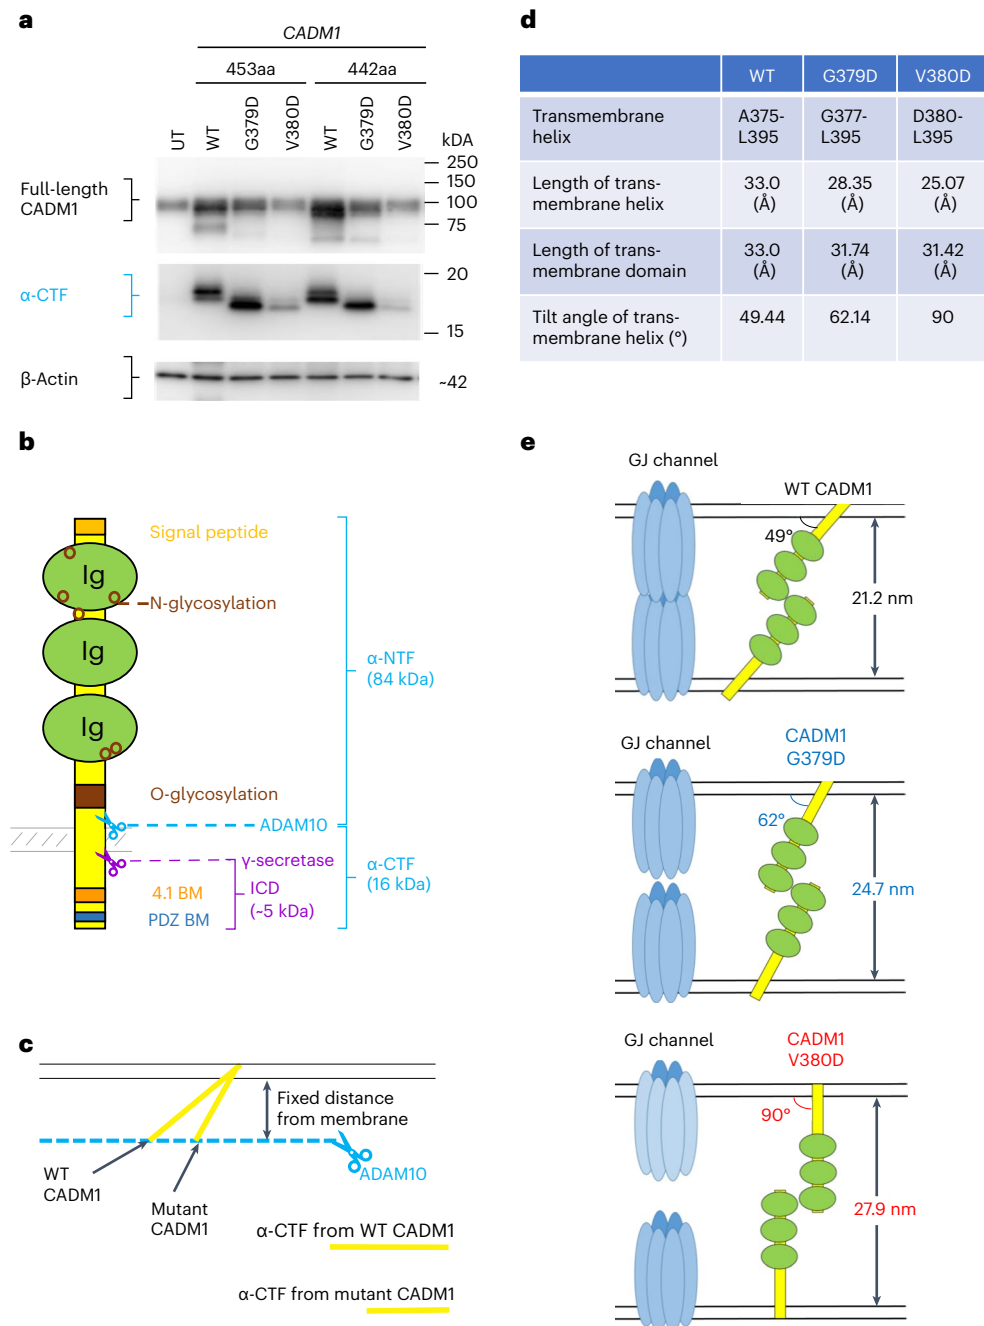 a
CADM1
453aa
442aa
UT
WT
G379D
V380D
WT
G379D
V380D
kDA
250
150
100
75
Full-length
CADM1
α-CTF
20
15
β-Actin
~42
b
Signal peptide
Ig
N-glycosylation
Ig
α-NTF
(84 kDa)
Ig
O-glycosylation
ADAM10
γ-secretase
α-CTF
(16 kDa)
ICD
(~5 kDa)
4.1 BM
PDZ BM
c
Fixed distance
from membrane
ADAM10
WT
CADM1
Mutant
CADM1
α-CTF from WT CADM1
α-CTF from mutant CADM1
d
WT G379D V380D
Transmembrane helix A375-L395 G377-L395 D380-L395
Length of trans-membrane helix 33.0 (Å) 28.35 (Å) 25.07 (Å)
Length of trans-membrane domain 33.0 (Å) 31.74 (Å) 31.42 (Å)
Tilt angle of trans-membrane helix (°) 49.44 62.14 90
e
GJ channel
WT CADM1
49°
21.2 nm
GJ channel
CADM1
G379D
62°
24.7 nm
GJ channel
CADM1
V380D
90°
27.9 nm